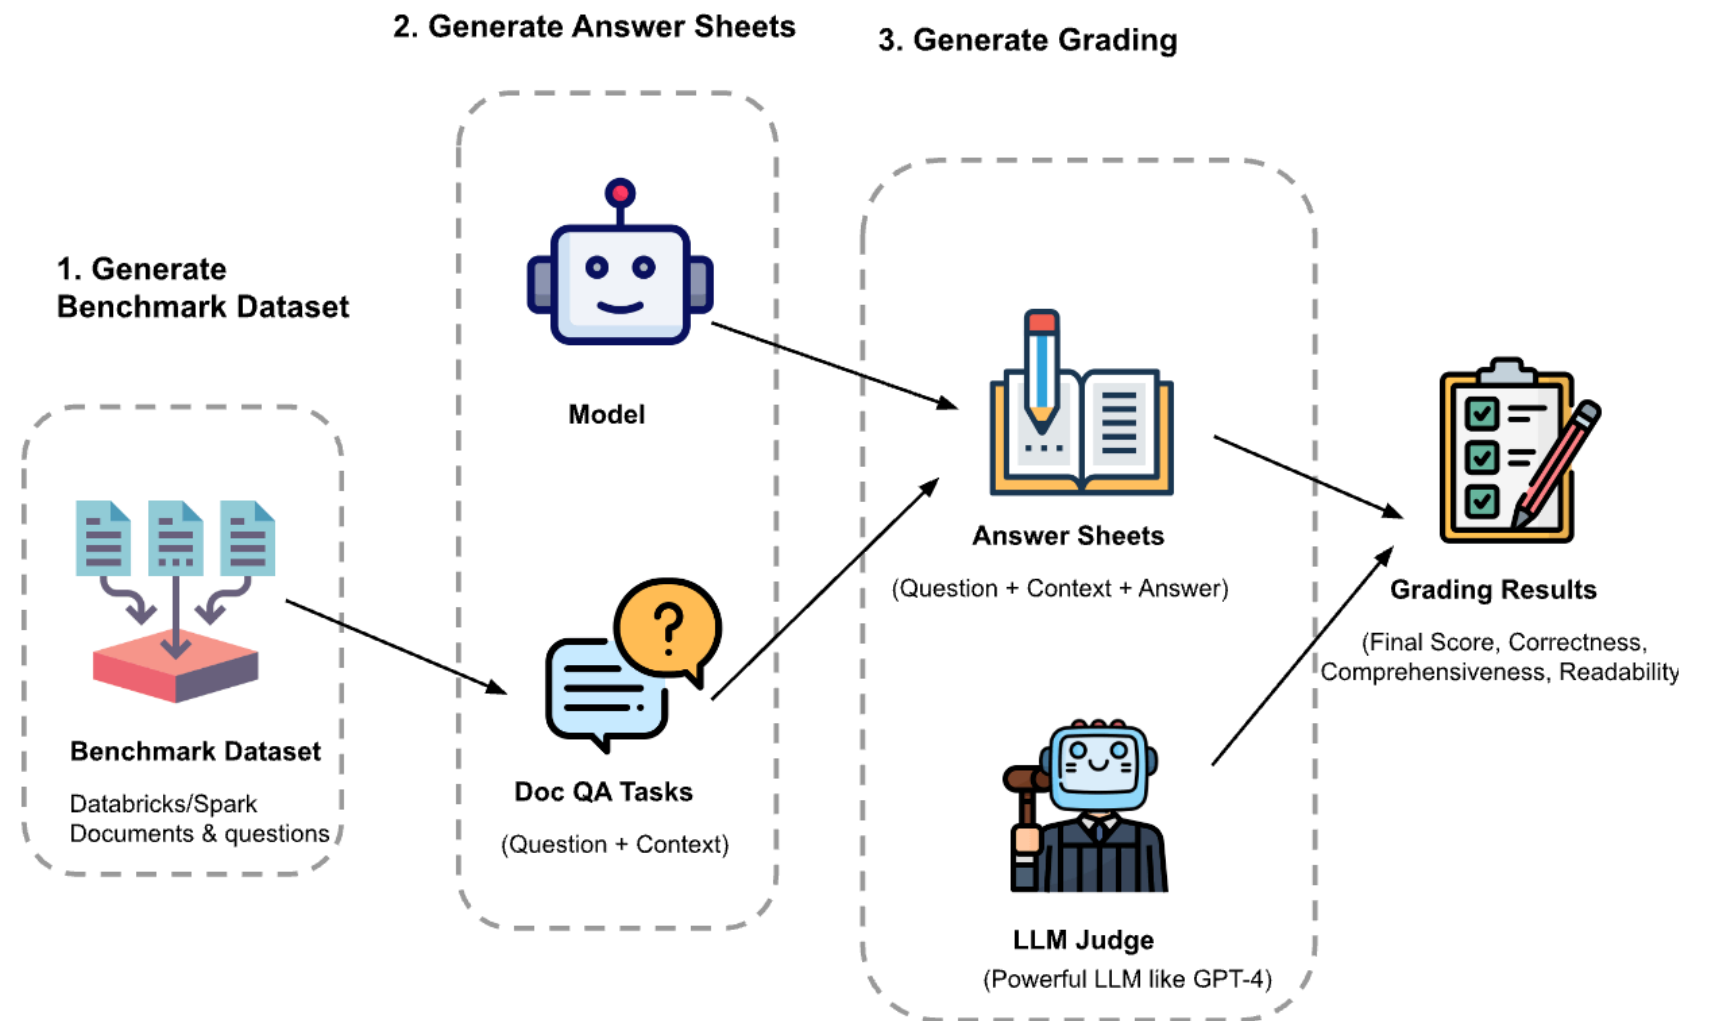 2. Generate Answer Sheets
3. Generate Grading
1. Generate
Benchmark Dataset
Model
Benchmark Dataset
Databricks/Spark
Documents & questions
?
Doc QA Tasks
(Question + Context)
Answer Sheets
(Question + Context + Answer)
LLM Judge
(Powerful LLM like GPT-4)
Grading Results
(Final Score, Correctness,
Comprehensiveness, Readability